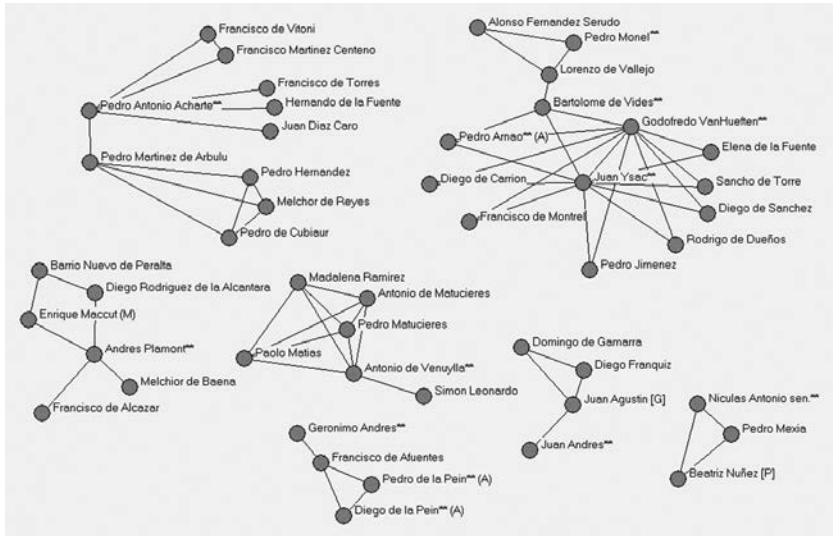 Francisco de Vitoni
Francisco Martinez Centeno
Francisco de Torres
Pedro Antonio Acharte^^
Hernando de la Fuente
Juan Diaz Caro
Pedro Martinez de Arbulu
Pedro Hernandez
Melchor de Reyes
Pedro de Cubiaur
Alonso Fernandez Serudo
Pedro Monel^^
Lorenzo de Vallejo
Bartolome de Vides^^
Godofredo VanHueften^^
Pedro Arnao^^ (A)
Elena de la Fuente
Diego de Carrion
Juan Ysac^^
Sancho de Torre
Francisco de Montrel
Diego de Sanchez
Rodrigo de Dueños
Pedro Jimenez
Barrio Nuevo de Peralta
Diego Rodriguez de la Alcantara
Enrique Maccut (M)
Andres Plamont^^
Melchior de Baena
Francisco de Alcazar
Madalena Ramirez
Antonio de Matucieres
Pedro Matucieres
Paolo Matias
Antonio de Venuylla^^
Simon Leonardo
Geronimo Andres^^
Francisco de Afuentes
Pedro de la Pein^^ (A)
Diego de la Pein^^ (A)
Domingo de Gamarra
Diego Franquiz
Juan Agustin [G]
Juan Andres^^
Niculas Antonio sen.^^
Pedro Mexia
Beatriz Nuñez [P]